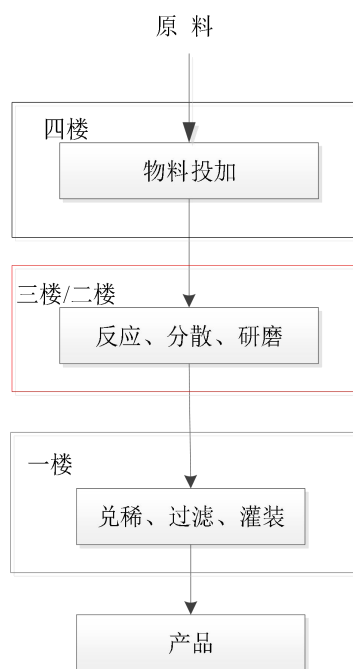 原 料
四楼
物料投加
三楼/二楼
反应、分散、研磨
一楼
兑稀、过滤、灌装
产品